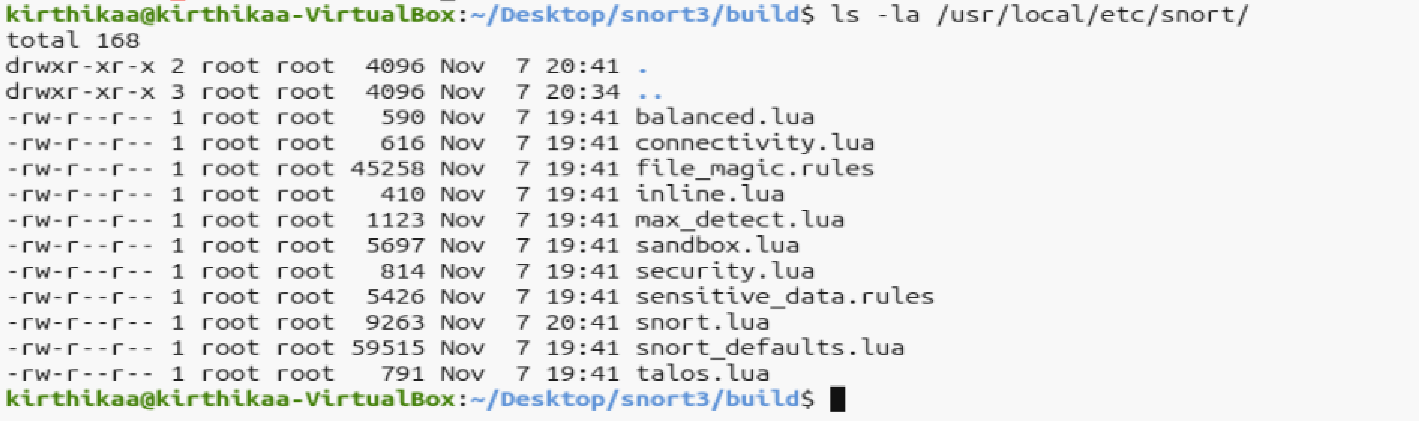 kirthikaa@kirthikaa-VirtualBox:~/Desktop/snort3/build$ ls -la /usr/local/etc/snort/
total 168
drwxr-xr-x 2 root root  4096 Nov  7 20:41 .
drwxr-xr-x 3 root root  4096 Nov  7 20:34 ..
-rw-r--r-- 1 root root   590 Nov  7 19:41 balanced.lua
-rw-r--r-- 1 root root   616 Nov  7 19:41 connectivity.lua
-rw-r--r-- 1 root root 45258 Nov  7 19:41 file_magic.rules
-rw-r--r-- 1 root root   410 Nov  7 19:41 inline.lua
-rw-r--r-- 1 root root  1123 Nov  7 19:41 max_detect.lua
-rw-r--r-- 1 root root  5697 Nov  7 19:41 sandbox.lua
-rw-r--r-- 1 root root   814 Nov  7 19:41 security.lua
-rw-r--r-- 1 root root  5426 Nov  7 19:41 sensitive_data.rules
-rw-r--r-- 1 root root  9263 Nov  7 20:41 snort.lua
-rw-r--r-- 1 root root 59515 Nov  7 19:41 snort_defaults.lua
-rw-r--r-- 1 root root   791 Nov  7 19:41 talos.lua
kirthikaa@kirthikaa-VirtualBox:~/Desktop/snort3/build$